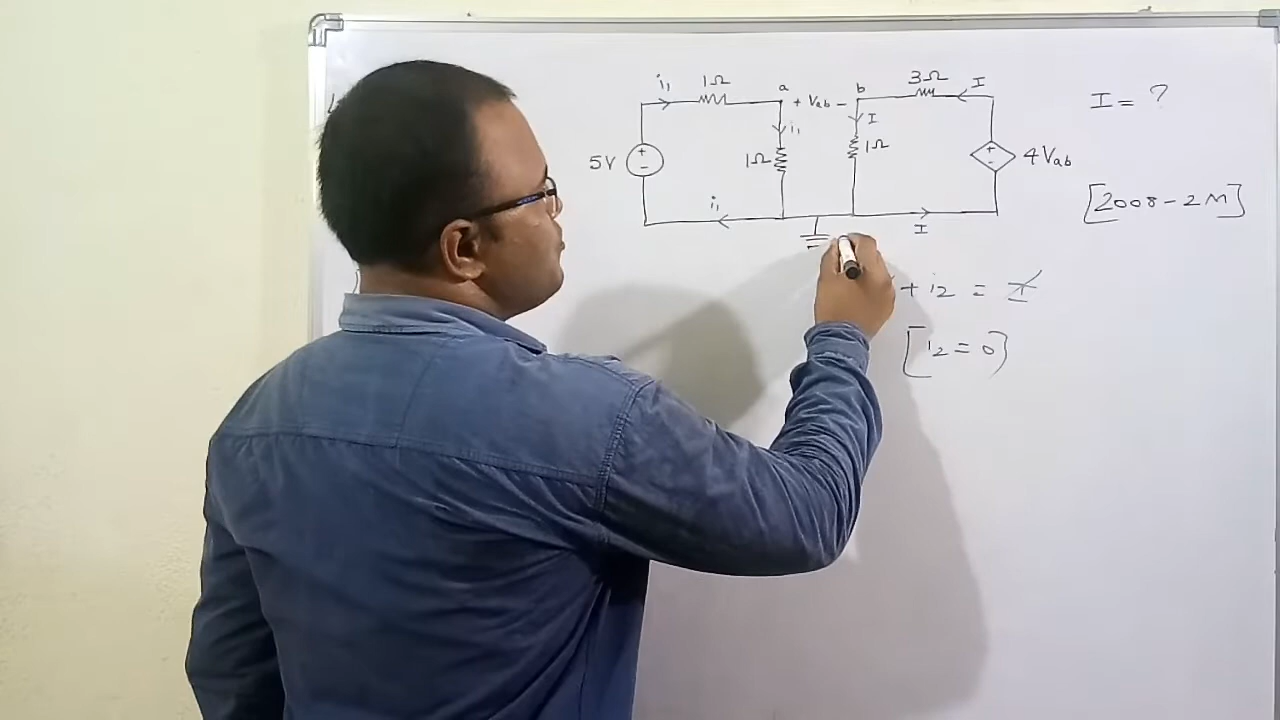 i₁ 1Ω a + Vab - b 3Ω I
I = ?
i₁ I
5V + - 1Ω 1Ω + - 4Vab
[2008 - 2M]
i₁ I
+ i₂ = I
[i₂ = 0]